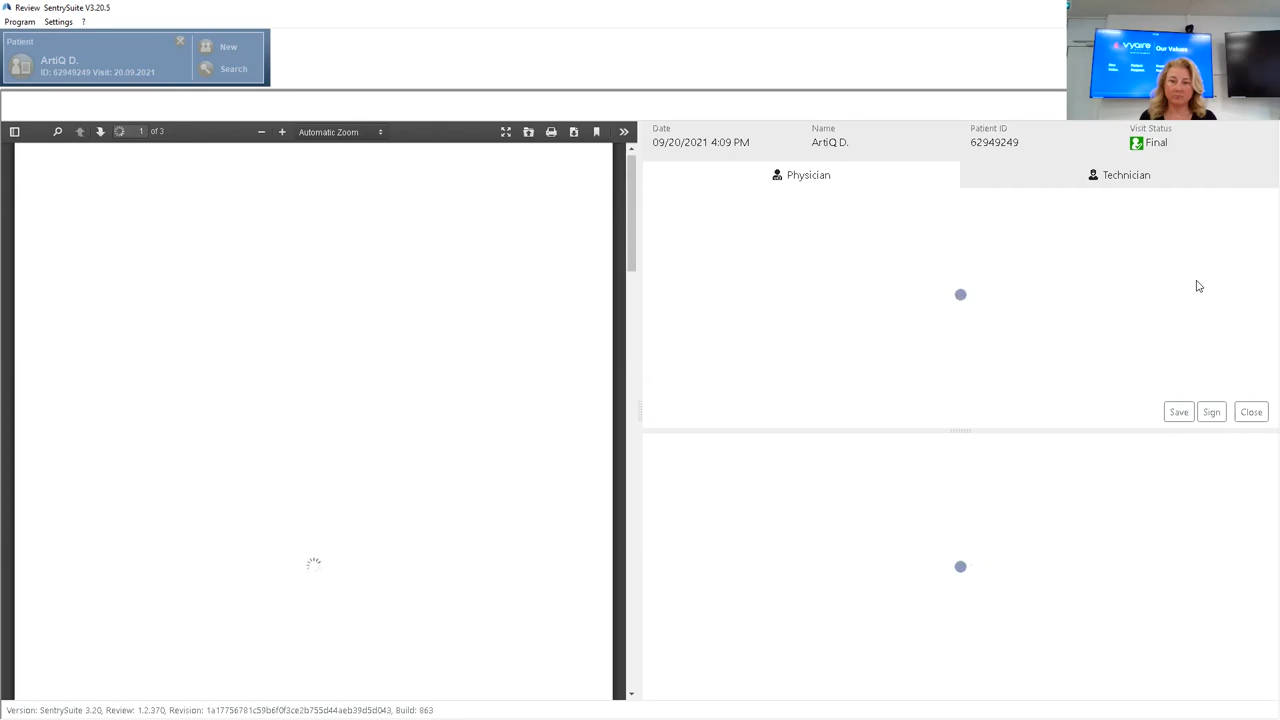 Review SentrySuite V3.20.5
Program Settings ?
Patient
ArtiQ D.
ID: 62949249 Visit: 20.09.2021
New
Search
vyaire
Our Values
1 of 3
Automatic Zoom
Date
09/20/2021 4:09 PM
Name
ArtiQ D.
Patient ID
62949249
Visit Status
Final
Physician
Technician
Save Sign Close
Version: SentrySuite 3.20, Review: 1.2.370, Revision: 1a17756781c59b6f0f3ce2b755d44aeb39d5d043, Build: 863